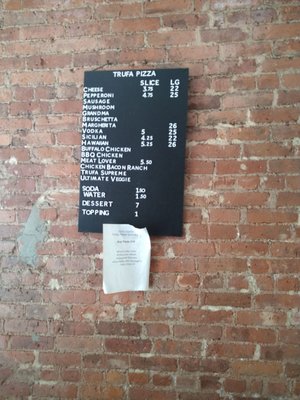 TRUFA PIZZA
SLICE LG
CHEESE 3.75 22
PEPPERONI 4.75 25
SAUSAGE
MUSHROOM
GRANDMA
BRUSCHETTA
MARGHERITA 26
VODKA 5 25
SICILIAN 4.25 22
HAWAIIAN 5.25 26
BUFFALO CHICKEN
BBQ CHICKEN
MEAT LOVER 5.50
CHICKEN BACON RANCH
TRUFA SUPREME
ULTIMATE VEGGIE
SODA 1.50
WATER 1.50
DESSERT 7
TOPPING 1